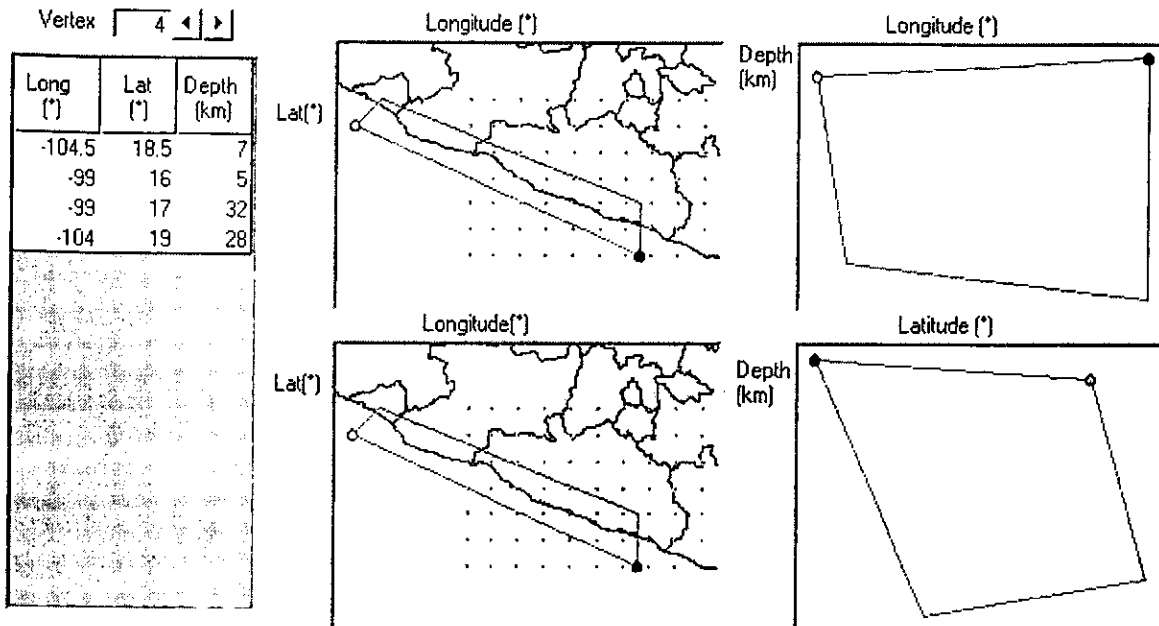 Vertex 4
Long (°) Lat (°) Depth (km)
-104.5 18.5 7
-99 16 5
-99 17 32
-104 19 28
Longitude (°)
Lat(°)
Longitude (°)
Depth (km)
Longitude(°)
Lat(°)
Latitude (°)
Depth (km)